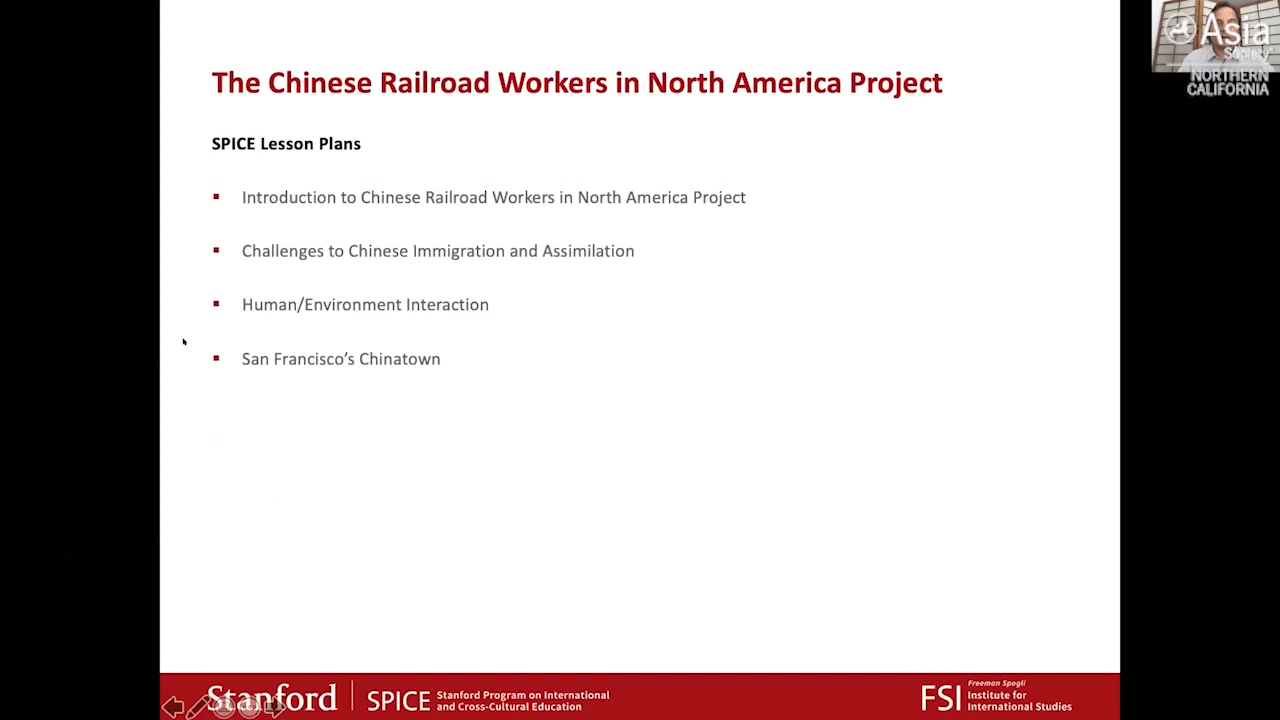 The Chinese Railroad Workers in North America Project
SPICE Lesson Plans
Introduction to Chinese Railroad Workers in North America Project
Challenges to Chinese Immigration and Assimilation
Human/Environment Interaction
San Francisco’s Chinatown
Asia
Society
NORTHERN
CALIFORNIA
Stanford
SPICE
Stanford Program on International
and Cross-Cultural Education
FSI
Freeman Spogli
Institute for
International Studies